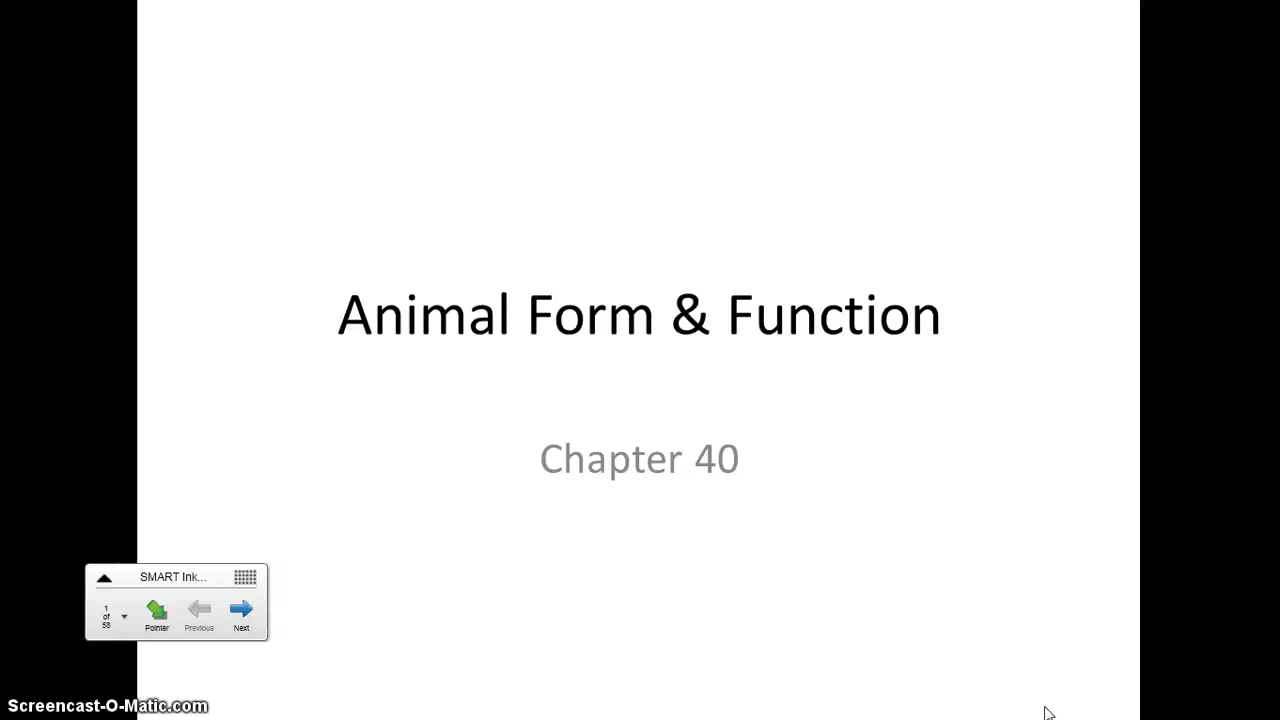 Animal Form & Function
Chapter 40
SMART Ink...
1
of
58
Pointer
Previous
Next
Screencast-O-Matic.com